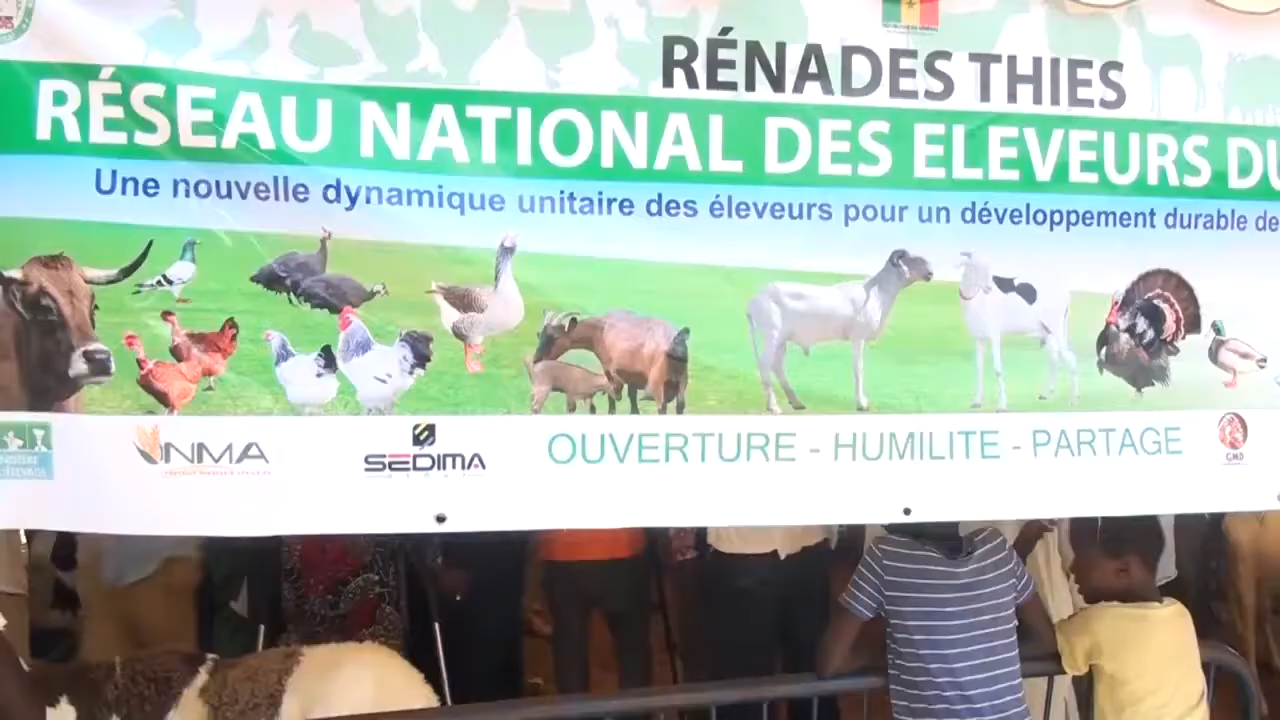 RÉNADES THIES
RÉSEAU NATIONAL DES ELEVEURS DU
Une nouvelle dynamique unitaire des éleveurs pour un développement durable de
NMA
SEDIMA
OUVERTURE - HUMILITE - PARTAGE
GMD